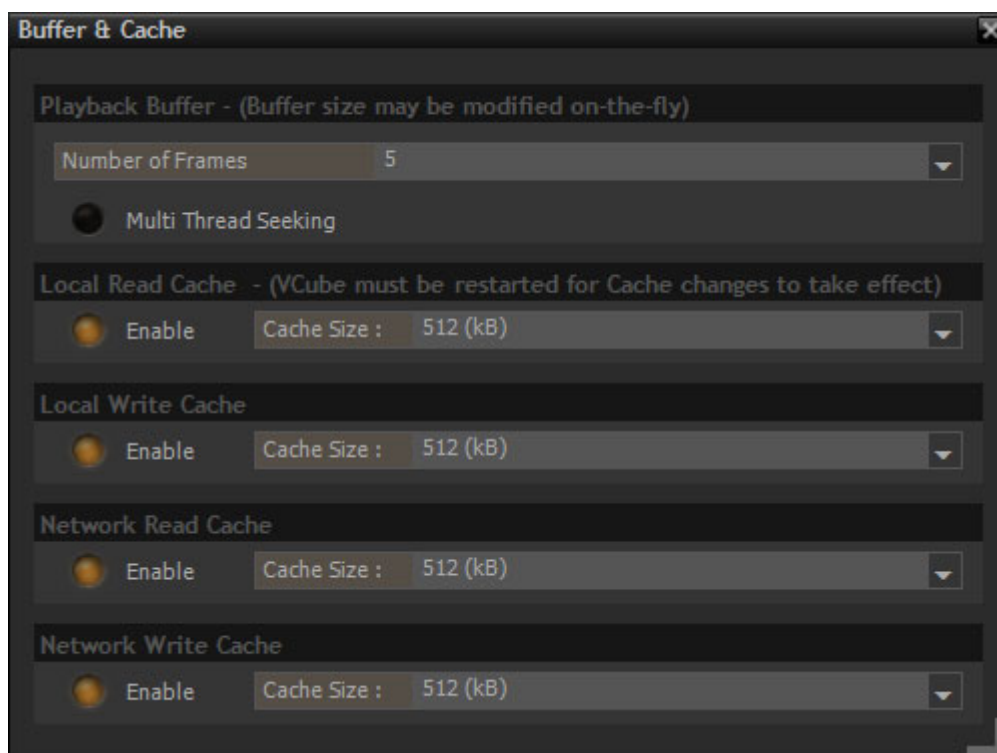 Buffer & Cache
Playback Buffer - (Buffer size may be modified on-the-fly)
Number of Frames 5
Multi Thread Seeking
Local Read Cache - (VCube must be restarted for Cache changes to take effect)
Enable Cache Size : 512 (kB)
Local Write Cache
Enable Cache Size : 512 (kB)
Network Read Cache
Enable Cache Size : 512 (kB)
Network Write Cache
Enable Cache Size : 512 (kB)